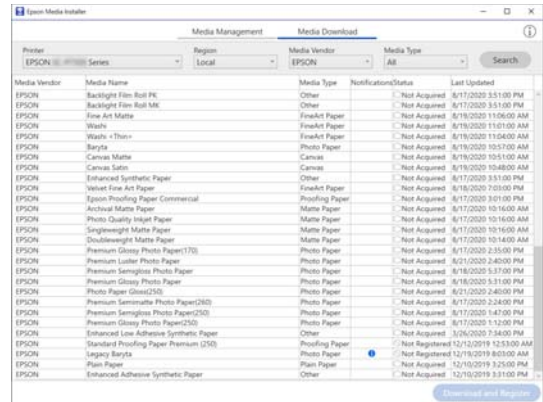 Epson Media Installer
Media Management Media Download
Printer Region Media Vendor Media Type
EPSON Series Local EPSON All Search
Media Vendor Media Name Media Type Notifications Status Last Updated
EPSON Backlight Film Roll PK Other Not Acquired 8/17/2020 3:51:00 PM
EPSON Backlight Film Roll MK Other Not Acquired 8/17/2020 3:51:00 PM
EPSON Fine Art Matte FineArt Paper Not Acquired 8/19/2020 11:06:00 AM
EPSON Washi FineArt Paper Not Acquired 8/19/2020 11:01:00 AM
EPSON Washi <Thin> FineArt Paper Not Acquired 8/19/2020 11:04:00 AM
EPSON Baryta Photo Paper Not Acquired 8/19/2020 10:57:00 AM
EPSON Canvas Matte Canvas Not Acquired 8/19/2020 10:51:00 AM
EPSON Canvas Satin Canvas Not Acquired 8/19/2020 10:48:00 AM
EPSON Enhanced Synthetic Paper Other Not Acquired 8/17/2020 3:51:00 PM
EPSON Velvet Fine Art Paper FineArt Paper Not Acquired 8/18/2020 7:03:00 PM
EPSON Epson Proofing Paper Commercial Proofing Paper Not Acquired 8/17/2020 3:01:00 PM
EPSON Archival Matte Paper Matte Paper Not Acquired 8/17/2020 10:16:00 AM
EPSON Photo Quality Inkjet Paper Matte Paper Not Acquired 8/17/2020 10:16:00 AM
EPSON Singleweight Matte Paper Matte Paper Not Acquired 8/17/2020 10:16:00 AM
EPSON Doubleweight Matte Paper Matte Paper Not Acquired 8/17/2020 10:14:00 AM
EPSON Premium Glossy Photo Paper(170) Photo Paper Not Acquired 8/17/2020 2:35:00 PM
EPSON Premium Luster Photo Paper Photo Paper Not Acquired 8/21/2020 2:40:00 PM
EPSON Premium Semigloss Photo Paper Photo Paper Not Acquired 8/18/2020 5:37:00 PM
EPSON Premium Glossy Photo Paper Photo Paper Not Acquired 8/18/2020 5:31:00 PM
EPSON Photo Paper Gloss(250) Photo Paper Not Acquired 8/21/2020 2:40:00 PM
EPSON Premium Semimatte Photo Paper(260) Photo Paper Not Acquired 8/17/2020 2:24:00 PM
EPSON Premium Semigloss Photo Paper(250) Photo Paper Not Acquired 8/17/2020 1:47:00 PM
EPSON Premium Glossy Photo Paper(250) Photo Paper Not Acquired 8/17/2020 1:12:00 PM
EPSON Enhanced Low Adhesive Synthetic Paper Other Not Acquired 3/26/2020 7:34:00 PM
EPSON Standard Proofing Paper Premium (250) Proofing Paper Not Registered 12/12/2019 12:53:00 AM
EPSON Legacy Baryta Photo Paper Not Registered 12/19/2019 8:03:00 AM
EPSON Plain Paper Plain Paper Not Acquired 12/10/2019 3:25:00 PM
EPSON Enhanced Adhesive Synthetic Paper Other Not Acquired 12/10/2019 3:31:00 PM
Download and Register